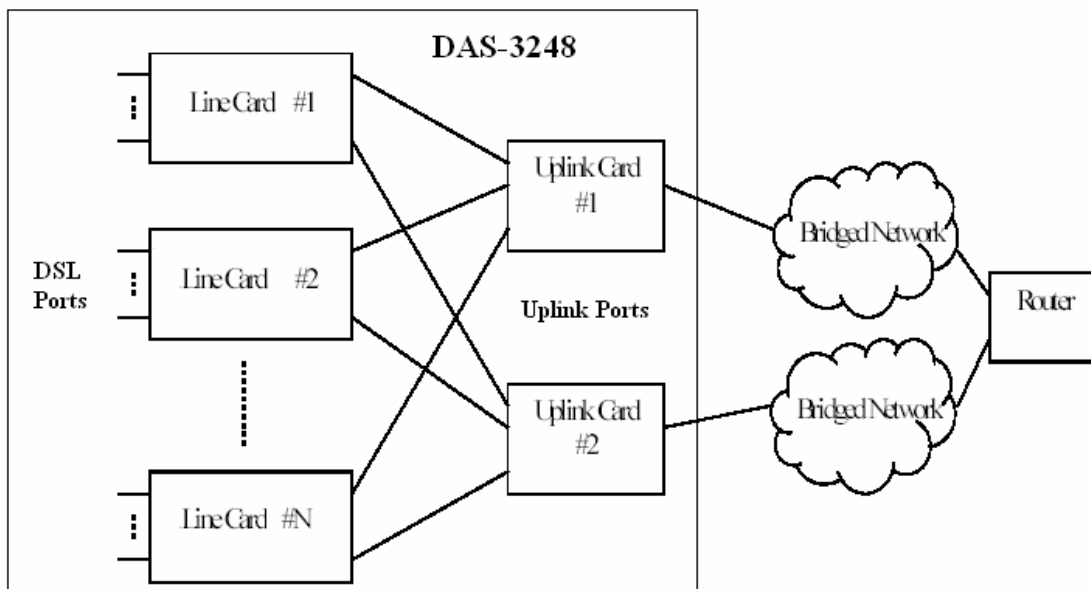 DAS-3248
Line Card #1
Uplink Card
#1
Bridged Network
DSL
Ports
.Line Card #2
Uplink Ports
Router
Uplink Card
#2
Bridged Network
.Line Card #N